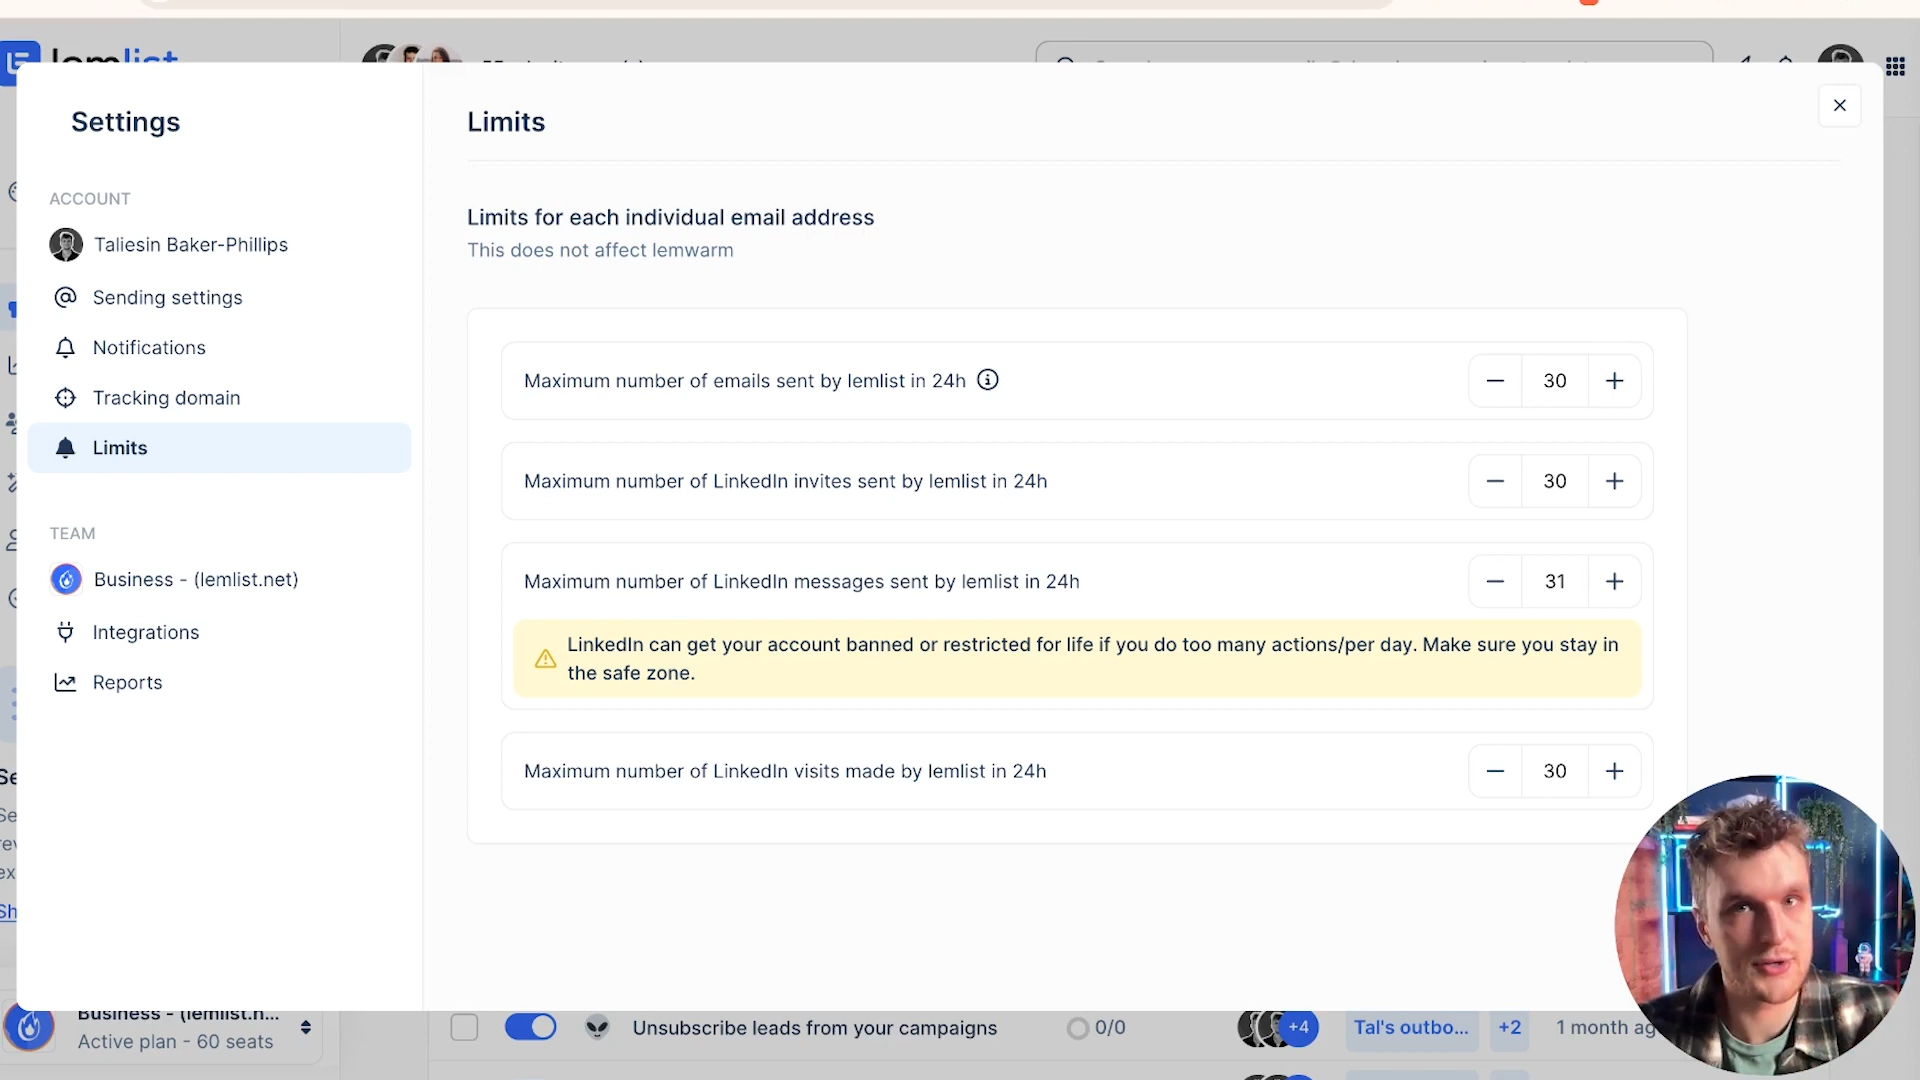 lemlist
Settings
ACCOUNT
Taliesin Baker-Phillips
Sending settings
Notifications
Tracking domain
Limits
TEAM
Business - (lemlist.net)
Integrations
Reports
Limits
Limits for each individual email address
This does not affect lemwarm
Maximum number of emails sent by lemlist in 24h
30
Maximum number of LinkedIn invites sent by lemlist in 24h
30
Maximum number of LinkedIn messages sent by lemlist in 24h
31
LinkedIn can get your account banned or restricted for life if you do too many actions/per day. Make sure you stay in
the safe zone.
Maximum number of LinkedIn visits made by lemlist in 24h
30
Business - (lemlist.n...
Active plan - 60 seats
Unsubscribe leads from your campaigns
0/0
+4
Tal's outbo...
+2
1 month ag